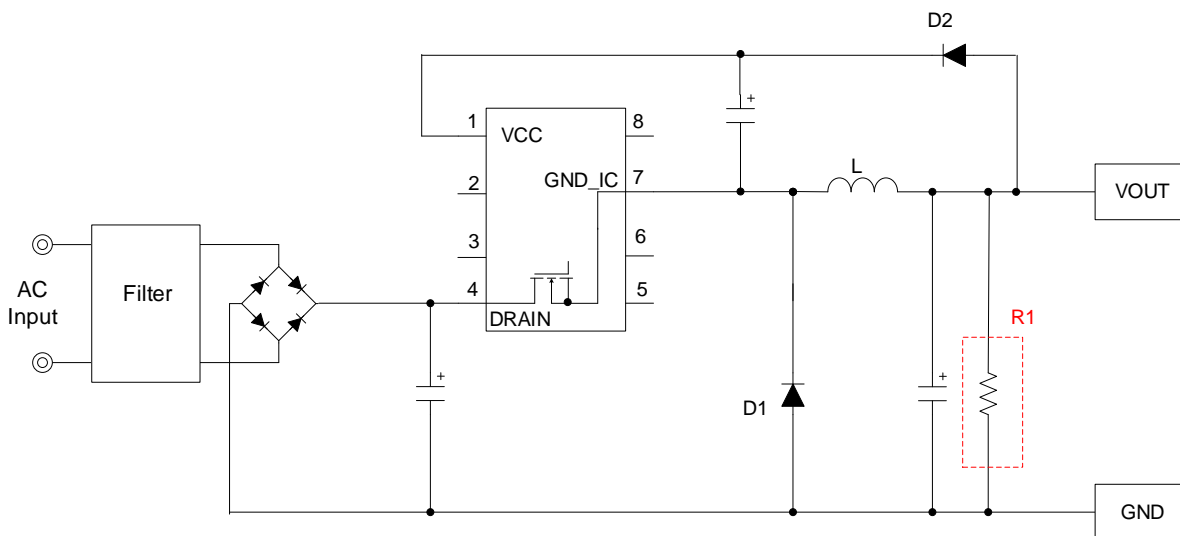 D2
1
VCC
8
2
GND_IC
7
L
VOUT
3
6
AC
Input
Filter
4
DRAIN
5
R1
D1
GND
+
+
+